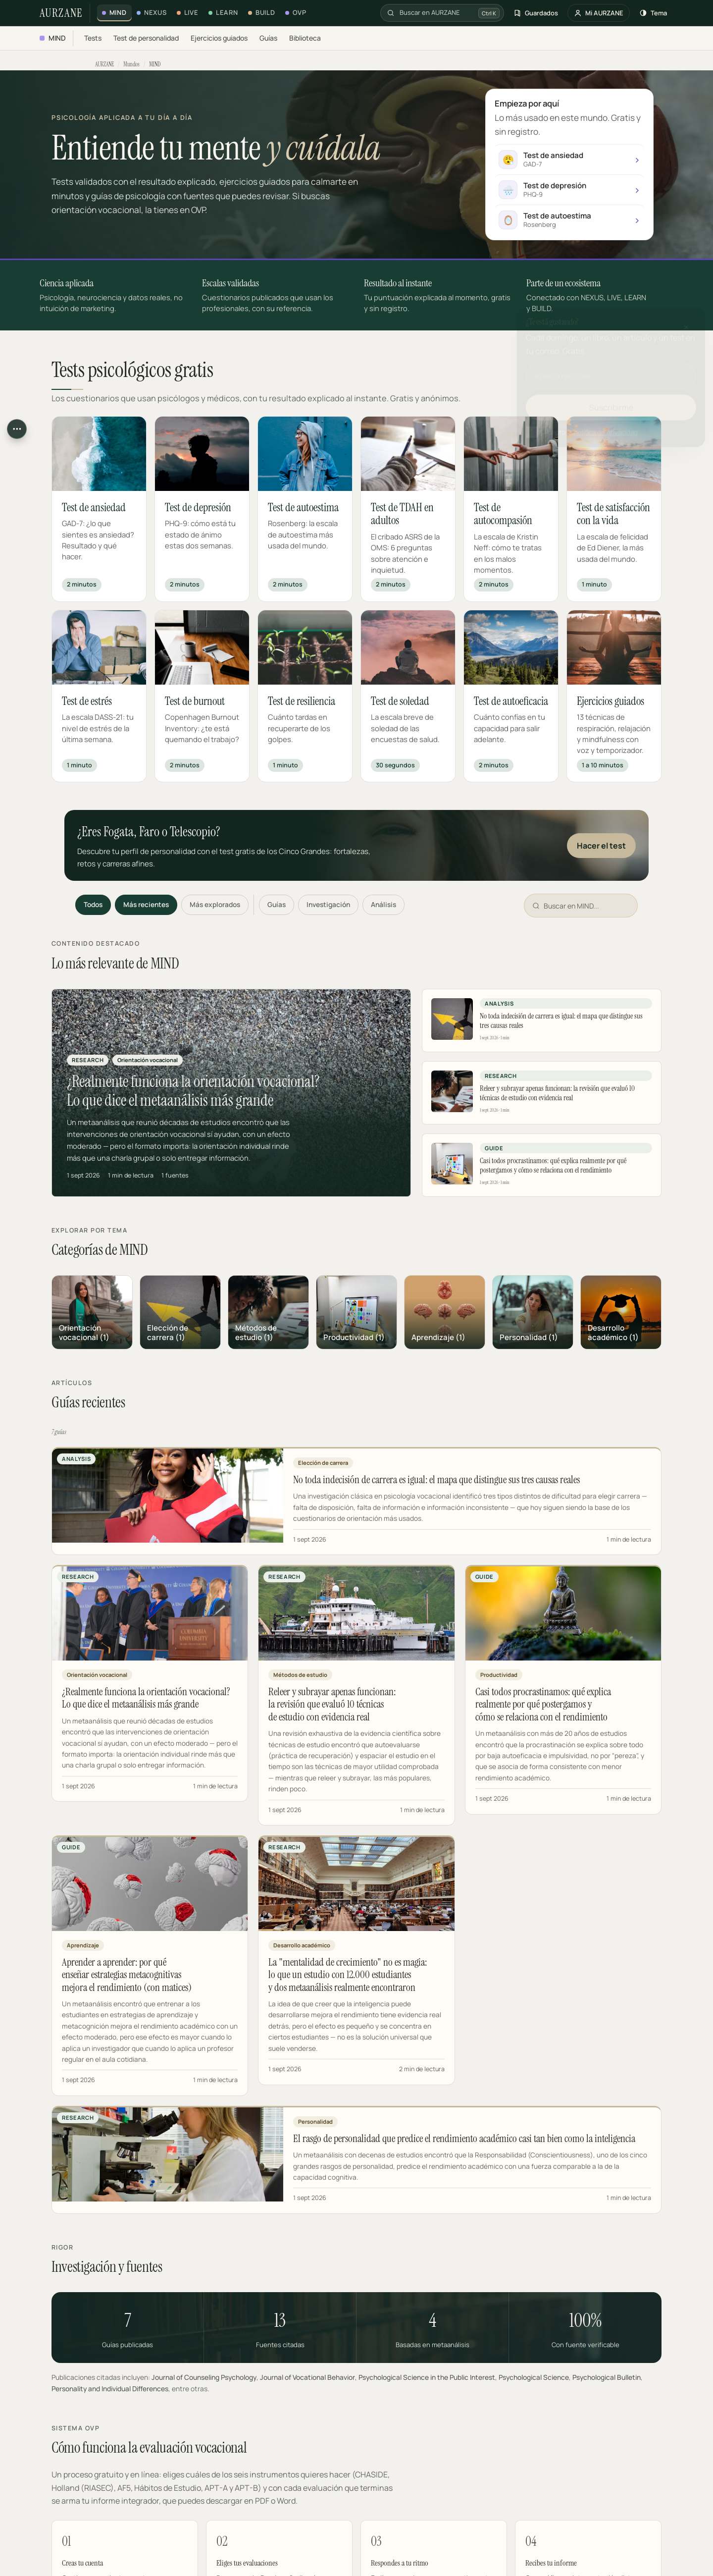 AURZANE
MIND
NEXUS
LIVE
LEARN
BUILD
OVP
Buscar en AURZANE
Ctrl K
Guardados
Mi AURZANE
Tema
MIND
Tests
Test de personalidad
Ejercicios guiados
Guías
Biblioteca
AURZANE
Mundos
MIND
PSICOLOGÍA APLICADA A TU DÍA A DÍA
Entiende tu mente y cuídala
Tests validados con el resultado explicado, ejercicios guiados para calmarte en
minutos y guías de psicología con fuentes que puedes revisar. Si buscas
orientación vocacional, la tienes en OVP.
Empieza por aquí
Lo más usado en este mundo. Gratis y
sin registro.
Test de ansiedad
GAD-7
Test de depresión
PHQ-9
Test de autoestima
Rosenberg
Ciencia aplicada
Psicología, neurociencia y datos reales, no
intuición de marketing.
Escalas validadas
Cuestionarios publicados que usan los
profesionales, con su referencia.
Resultado al instante
Tu puntuación explicada al momento, gratis
y sin registro.
Parte de un ecosistema
Conectado con NEXUS, LIVE, LEARN
y BUILD.
Tests psicológicos gratis
Los cuestionarios que usan psicólogos y médicos, con tu resultado explicado al instante. Gratis y anónimos.
Test de ansiedad
GAD-7: ¿lo que
sientes es ansiedad?
Resultado y qué
hacer.
2 minutos
Test de depresión
PHQ-9: cómo está tu
estado de ánimo
estas dos semanas.
2 minutos
Test de autoestima
Rosenberg: la escala
de autoestima más
usada del mundo.
2 minutos
Test de TDAH en
adultos
El cribado ASRS de la
OMS: 6 preguntas
sobre atención e
inquietud.
2 minutos
Test de
autocompasión
La escala de Kristin
Neff: cómo te tratas
en los malos
momentos.
2 minutos
Test de satisfacción
con la vida
La escala de felicidad
de Ed Diener, la más
usada del mundo.
1 minuto
Test de estrés
La escala DASS-21: tu
nivel de estrés de la
última semana.
1 minuto
Test de burnout
Copenhagen Burnout
Inventory: ¿te está
quemando el trabajo?
2 minutos
Test de resiliencia
Cuánto tardas en
recuperarte de los
golpes.
1 minuto
Test de soledad
La escala breve de
soledad de las
encuestas de salud.
30 segundos
Test de autoeficacia
Cuánto confías en tu
capacidad para salir
adelante.
2 minutos
Ejercicios guiados
13 técnicas de
respiración, relajación
y mindfulness con
voz y temporizador.
1 a 10 minutos
¿Eres Fogata, Faro o Telescopio?
Descubre tu perfil de personalidad con el test gratis de los Cinco Grandes: fortalezas,
retos y carreras afines.
Hacer el test
Todos
Más recientes
Más explorados
Guías
Investigación
Análisis
Buscar en MIND...
CONTENIDO DESTACADO
Lo más relevante de MIND
RESEARCH
Orientación vocacional
¿Realmente funciona la orientación vocacional?
Lo que dice el metaanálisis más grande
Un metaanálisis que reunió décadas de estudios encontró que las
intervenciones de orientación vocacional sí ayudan, con un efecto
moderado — pero el formato importa: la orientación individual rinde
más que una charla grupal o solo entregar información.
1 sept 2026
1 min de lectura
1 fuentes
ANALYSIS
No toda indecisión de carrera es igual: el mapa que distingue sus
tres causas reales
1 sept 2026 · 1 min
RESEARCH
Releer y subrayar apenas funcionan: la revisión que evaluó 10
técnicas de estudio con evidencia real
1 sept 2026 · 1 min
GUIDE
Casi todos procrastinamos: qué explica realmente por qué
postergamos y cómo se relaciona con el rendimiento
1 sept 2026 · 1 min
EXPLORAR POR TEMA
Categorías de MIND
Orientación
vocacional (1)
Elección de
carrera (1)
Métodos de
estudio (1)
Productividad (1)
Aprendizaje (1)
Personalidad (1)
Desarrollo
académico (1)
ARTÍCULOS
Guías recientes
7 guías
ANALYSIS
Elección de carrera
No toda indecisión de carrera es igual: el mapa que distingue sus tres causas reales
Una investigación clásica en psicología vocacional identificó tres tipos distintos de dificultad para elegir carrera —
falta de disposición, falta de información e información inconsistente — que hoy siguen siendo la base de los
cuestionarios de orientación más usados.
1 sept 2026
1 min de lectura
RESEARCH
COLUMBIA
UNIVERSITY
Orientación vocacional
¿Realmente funciona la orientación vocacional?
Lo que dice el metaanálisis más grande
Un metaanálisis que reunió décadas de estudios
encontró que las intervenciones de orientación
vocacional sí ayudan, con un efecto moderado — pero el
formato importa: la orientación individual rinde más que
una charla grupal o solo entregar información.
1 sept 2026
1 min de lectura
RESEARCH
Métodos de estudio
Releer y subrayar apenas funcionan:
la revisión que evaluó 10 técnicas
de estudio con evidencia real
Una revisión exhaustiva de la evidencia científica sobre
técnicas de estudio encontró que autoevaluarse
(práctica de recuperación) y espaciar el estudio en el
tiempo son las técnicas de mayor utilidad comprobada
— mientras que releer y subrayar, las más populares,
rinden poco.
1 sept 2026
1 min de lectura
GUIDE
Productividad
Casi todos procrastinamos: qué explica
realmente por qué postergamos y
cómo se relaciona con el rendimiento
Un metaanálisis con más de 20 años de estudios
encontró que la procrastinación se explica sobre todo
por baja autoeficacia e impulsividad, no por "pereza", y
que se asocia de forma consistente con menor
rendimiento académico.
1 sept 2026
1 min de lectura
GUIDE
Aprendizaje
Aprender a aprender: por qué
enseñar estrategias metacognitivas
mejora el rendimiento (con matices)
Un metaanálisis encontró que entrenar a los
estudiantes en estrategias de aprendizaje y
metacognición mejora el rendimiento académico con un
efecto moderado, pero ese efecto es mayor cuando lo
aplica un investigador que cuando lo aplica un profesor
regular en el aula cotidiana.
1 sept 2026
1 min de lectura
RESEARCH
Desarrollo académico
La "mentalidad de crecimiento" no es magia:
lo que un estudio con 12.000 estudiantes
y dos metaanálisis realmente encontraron
La idea de que creer que la inteligencia puede
desarrollarse mejora el rendimiento tiene evidencia real
detrás, pero el efecto es pequeño y se concentra en
ciertos estudiantes — no es la solución universal que
suele venderse.
1 sept 2026
2 min de lectura
RESEARCH
Personalidad
El rasgo de personalidad que predice el rendimiento académico casi tan bien como la inteligencia
Un metaanálisis con decenas de estudios encontró que la Responsabilidad (Conscientiousness), uno de los cinco
grandes rasgos de personalidad, predice el rendimiento académico con una fuerza comparable a la de la
capacidad cognitiva.
1 sept 2026
1 min de lectura
RIGOR
Investigación y fuentes
7
Guías publicadas
13
Fuentes citadas
4
Basadas en metaanálisis
100%
Con fuente verificable
Publicaciones citadas incluyen: Journal of Counseling Psychology, Journal of Vocational Behavior, Psychological Science in the Public Interest, Psychological Science, Psychological Bulletin,
Personality and Individual Differences, entre otras.
SISTEMA OVP
Cómo funciona la evaluación vocacional
Un proceso gratuito y en línea: eliges cuáles de los seis instrumentos quieres hacer (CHASIDE,
Holland (RIASEC), AF5, Hábitos de Estudio, APT-A y APT-B) y con cada evaluación que terminas
se arma tu informe integrador, que puedes descargar en PDF o Word.
01
Creas tu cuenta
02
Eliges tus evaluaciones
03
Respondes a tu ritmo
04
Recibes tu informe